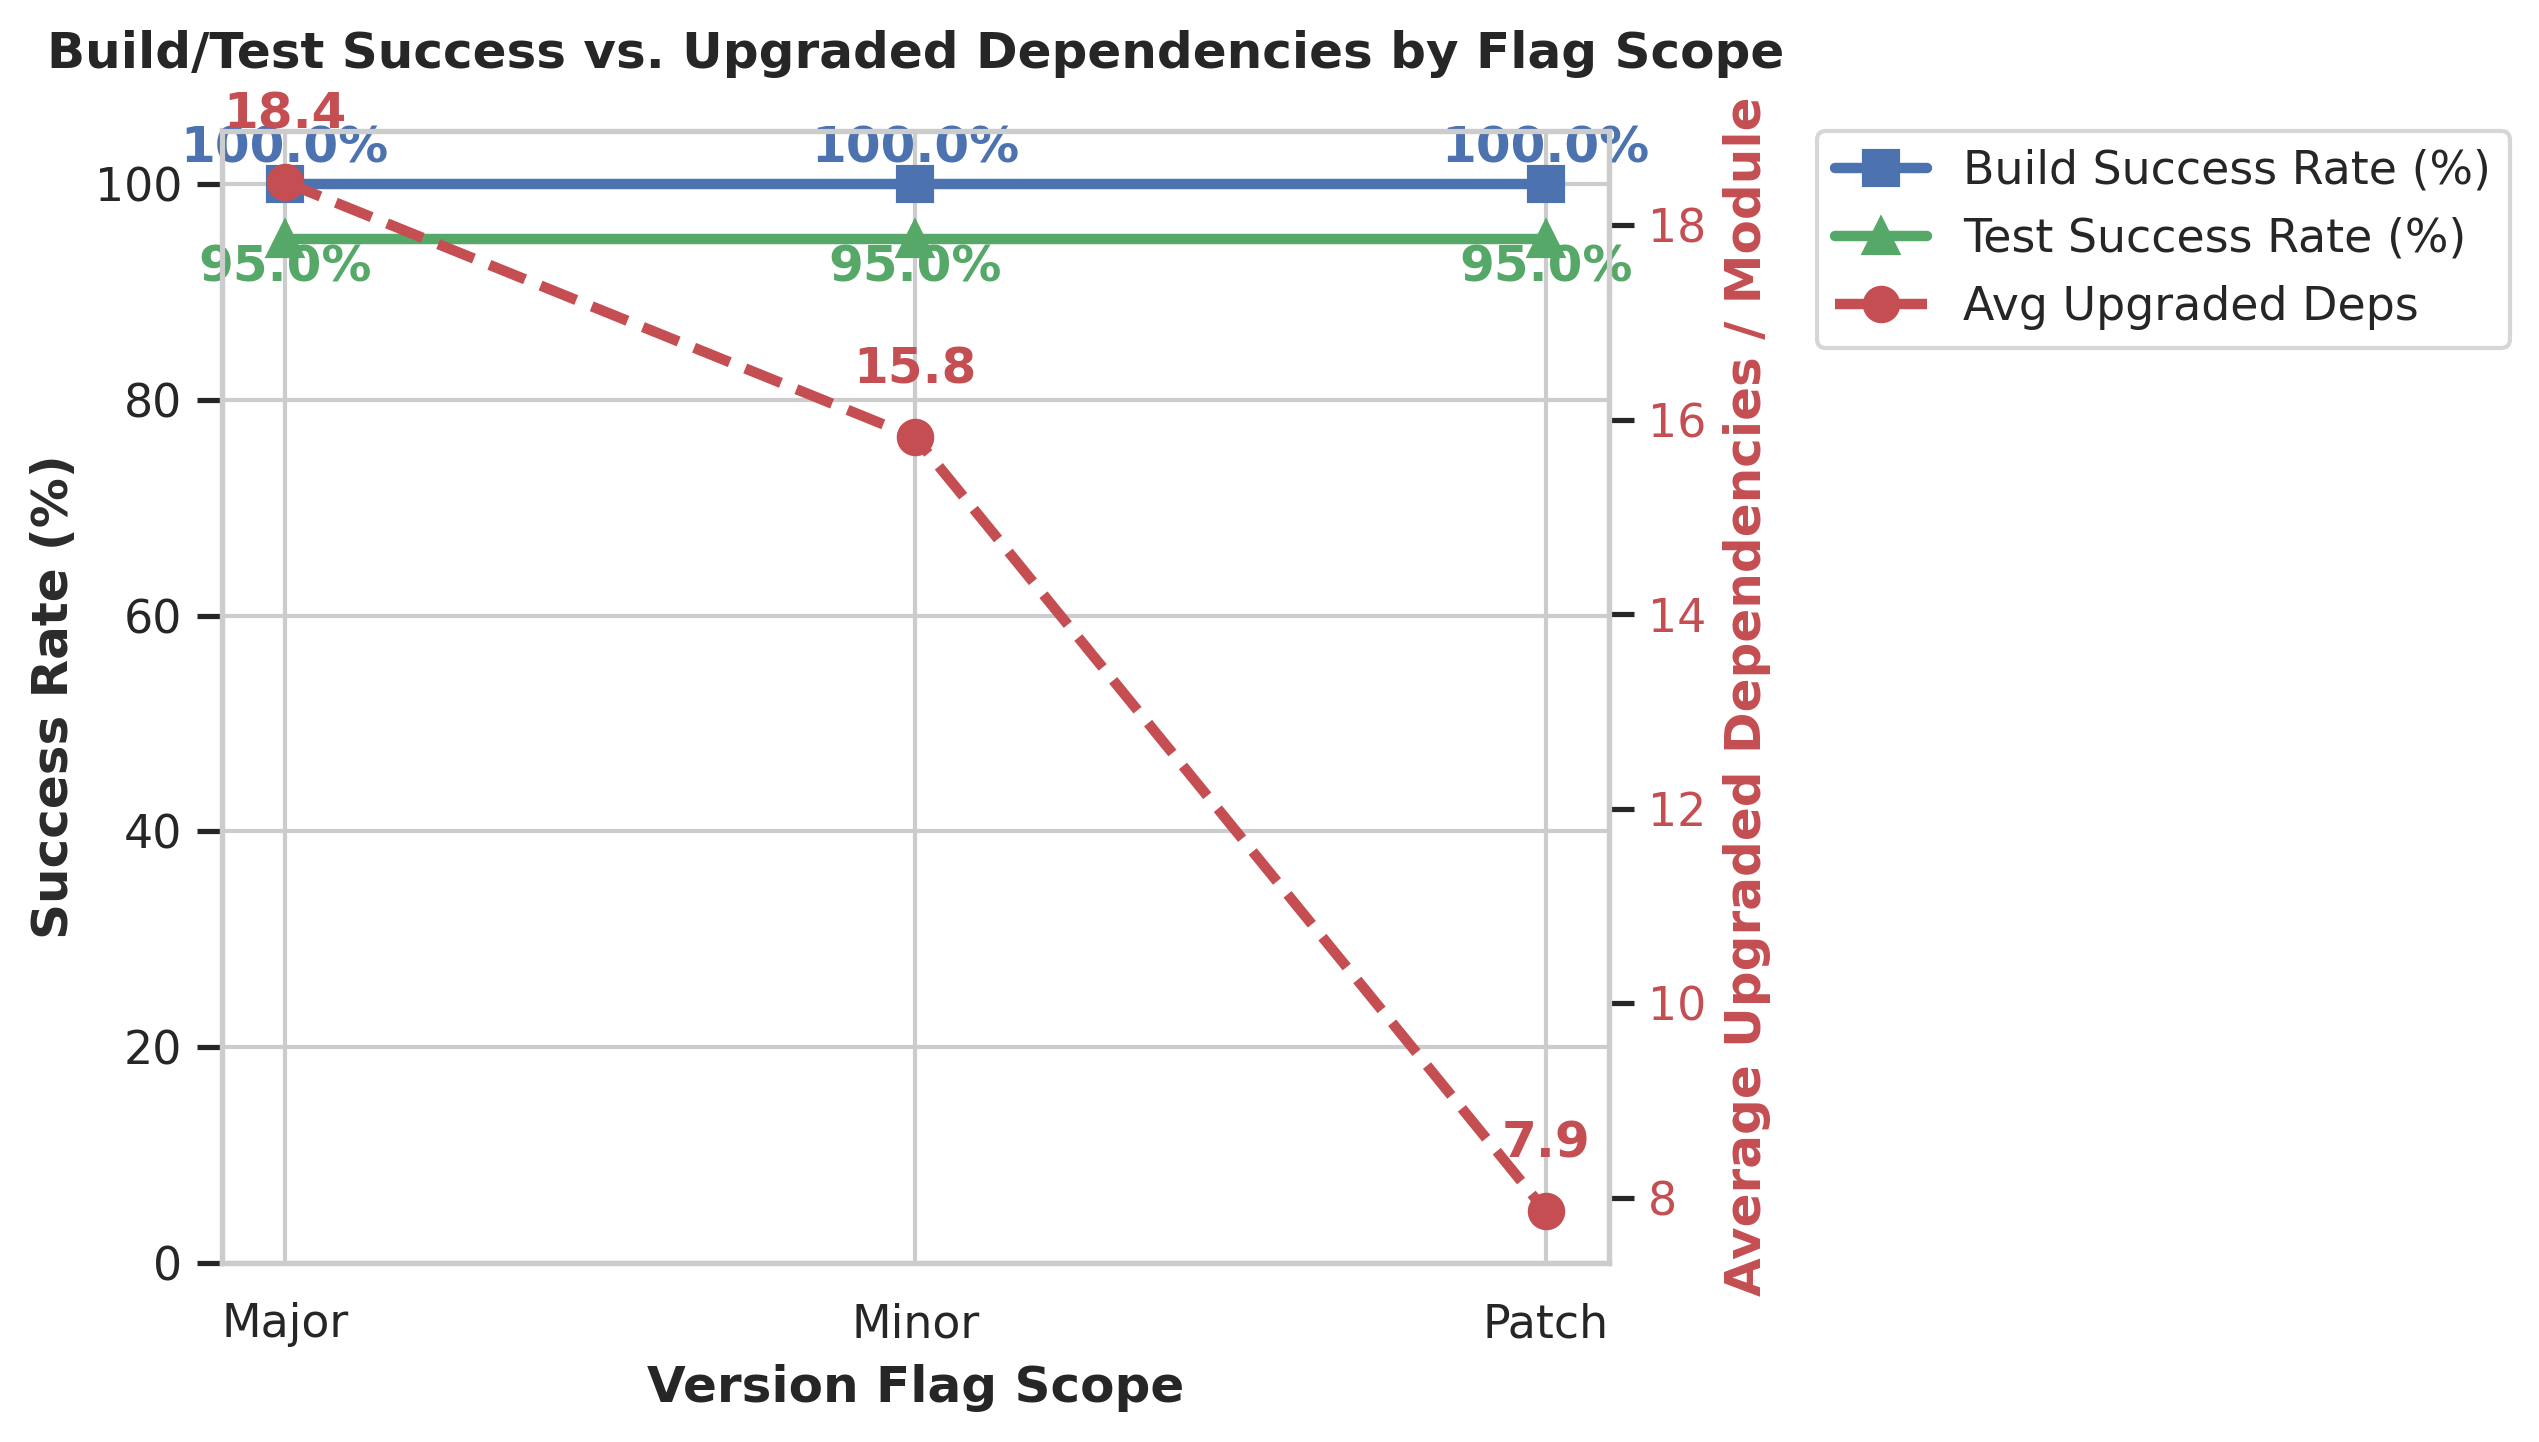 Build/Test Success vs. Upgraded Dependencies by Flag Scope
18.4
100.0%
100.0%
100.0%
95.0%
95.0%
95.0%
15.8
7.9
Success Rate (%)
100
80
60
40
20
0
18
16
14
12
10
8
Average Upgraded Dependencies / Module
Major
Minor
Patch
Version Flag Scope
Build Success Rate (%)
Test Success Rate (%)
Avg Upgraded Deps